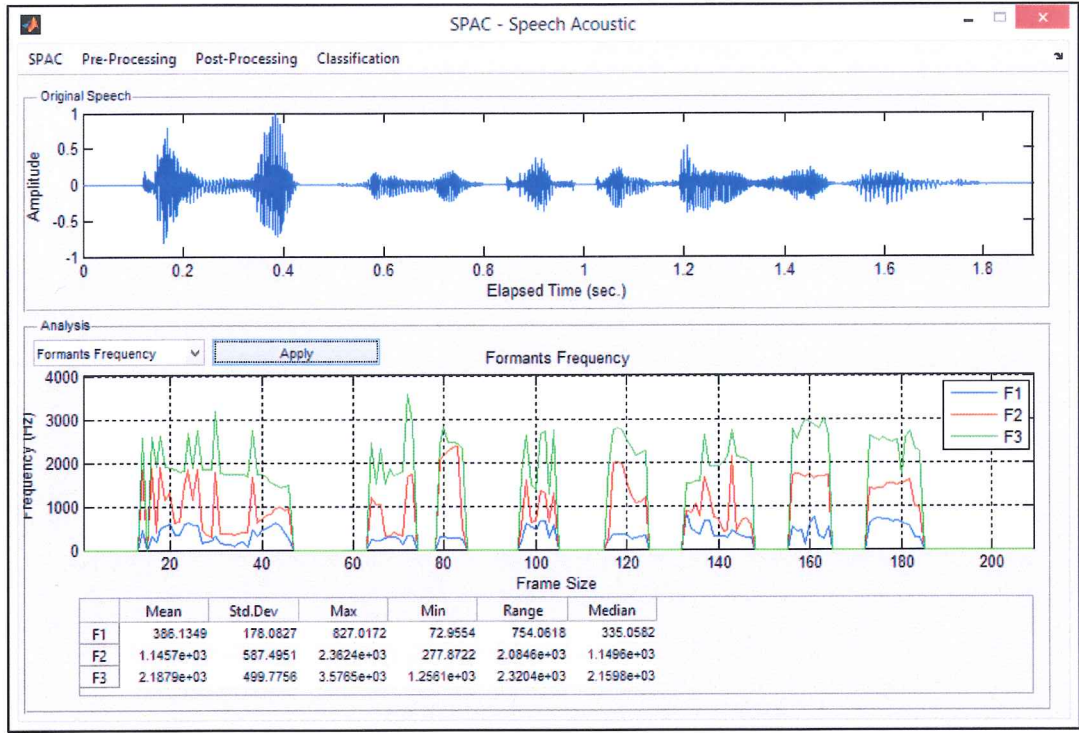 SPAC - Speech Acoustic
SPAC Pre-Processing Post-Processing Classification
Original Speech
Amplitude
1
0.5
0
-0.5
-1
0 0.2 0.4 0.6 0.8 1 1.2 1.4 1.6 1.8
Elapsed Time (sec.)
Analysis
Formants Frequency Apply
Formants Frequency
Frequency (Hz)
4000
3000
2000
1000
0
F1
F2
F3
20 40 60 80 100 120 140 160 180 200
Frame Size
Mean Std.Dev Max Min Range Median
F1 386.1349 178.0827 827.0172 72.9554 754.0618 335.0582
F2 1.1457e+03 587.4951 2.3624e+03 277.8722 2.0846e+03 1.1496e+03
F3 2.1879e+03 499.7756 3.5765e+03 1.2561e+03 2.3204e+03 2.1598e+03